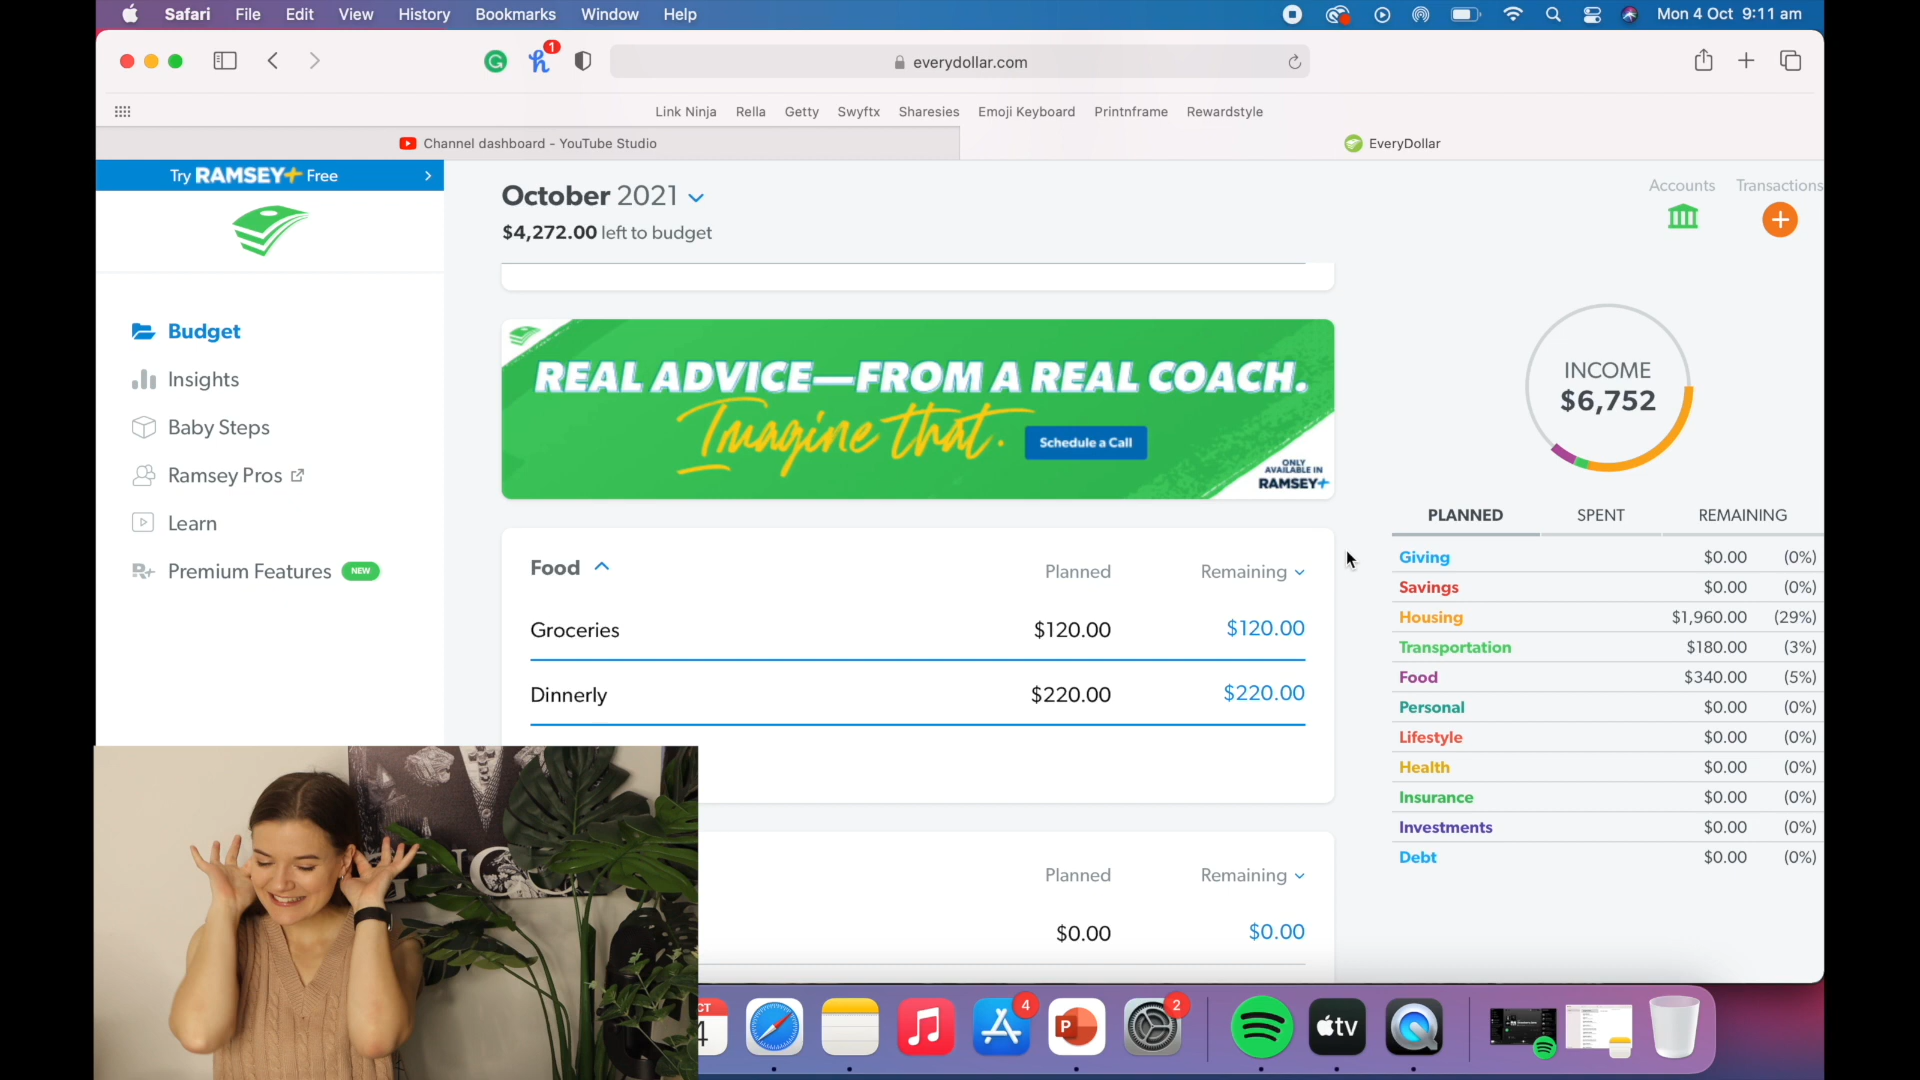 Safari File Edit View History Bookmarks Window Help Mon 4 Oct 9:11 am
1
everydollar.com
Link Ninja Rella Getty Swyftx Sharesies Emoji Keyboard Printnframe Rewardstyle
Channel dashboard - YouTube Studio
EveryDollar
Try RAMSEY+ Free
Budget
Insights
Baby Steps
Ramsey Pros
Learn
Premium Features NEW
October 2021
$4,272.00 left to budget
Accounts Transactions
REAL ADVICE—FROM A REAL COACH.
Imagine that.
Schedule a Call
ONLY
AVAILABLE IN
RAMSEY+
Food Planned Remaining
Groceries $120.00 $120.00
Dinnerly $220.00 $220.00
Planned Remaining
$0.00 $0.00
INCOME
$6,752
PLANNED SPENT REMAINING
Giving $0.00 (0%)
Savings $0.00 (0%)
Housing $1,960.00 (29%)
Transportation $180.00 (3%)
Food $340.00 (5%)
Personal $0.00 (0%)
Lifestyle $0.00 (0%)
Health $0.00 (0%)
Insurance $0.00 (0%)
Investments $0.00 (0%)
Debt $0.00 (0%)
4
P
2
tv